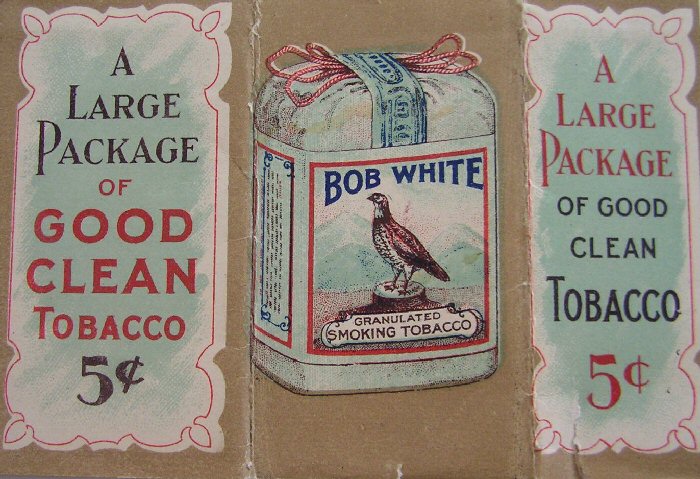 A
LARGE
PACKAGE
OF
GOOD
CLEAN
TOBACCO
5¢
BOB WHITE
GRANULATED
SMOKING TOBACCO
A
LARGE
PACKAGE
OF GOOD
CLEAN
TOBACCO
5¢